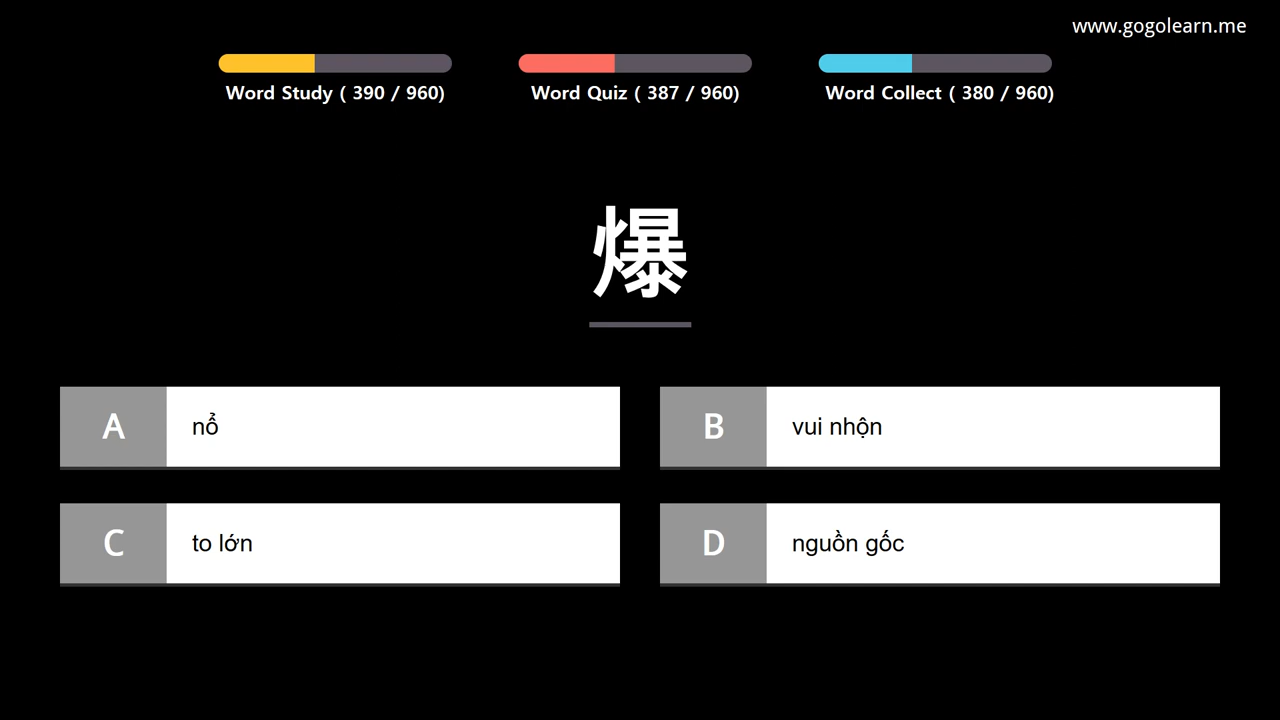 www.gogolearn.me
Word Study ( 390 / 960)
Word Quiz ( 387 / 960)
Word Collect ( 380 / 960)
爆
A nổ
B vui nhộn
C to lớn
D nguồn gốc